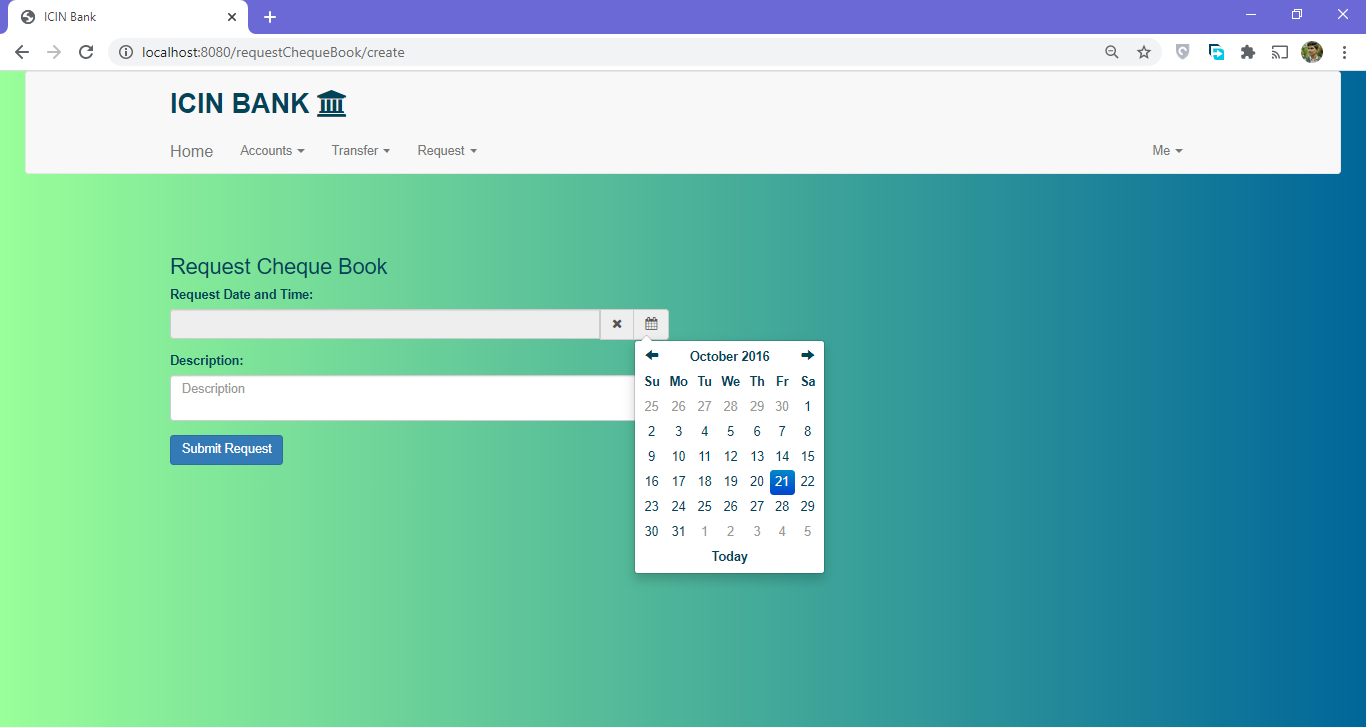 ICIN Bank
localhost:8080/requestChequeBook/create
ICIN BANK
Home Accounts Transfer Request Me
Request Cheque Book
Request Date and Time:
Description:
Description
Submit Request
October 2016
Su Mo Tu We Th Fr Sa
25 26 27 28 29 30 1
2 3 4 5 6 7 8
9 10 11 12 13 14 15
16 17 18 19 20 21 22
23 24 25 26 27 28 29
30 31 1 2 3 4 5
Today